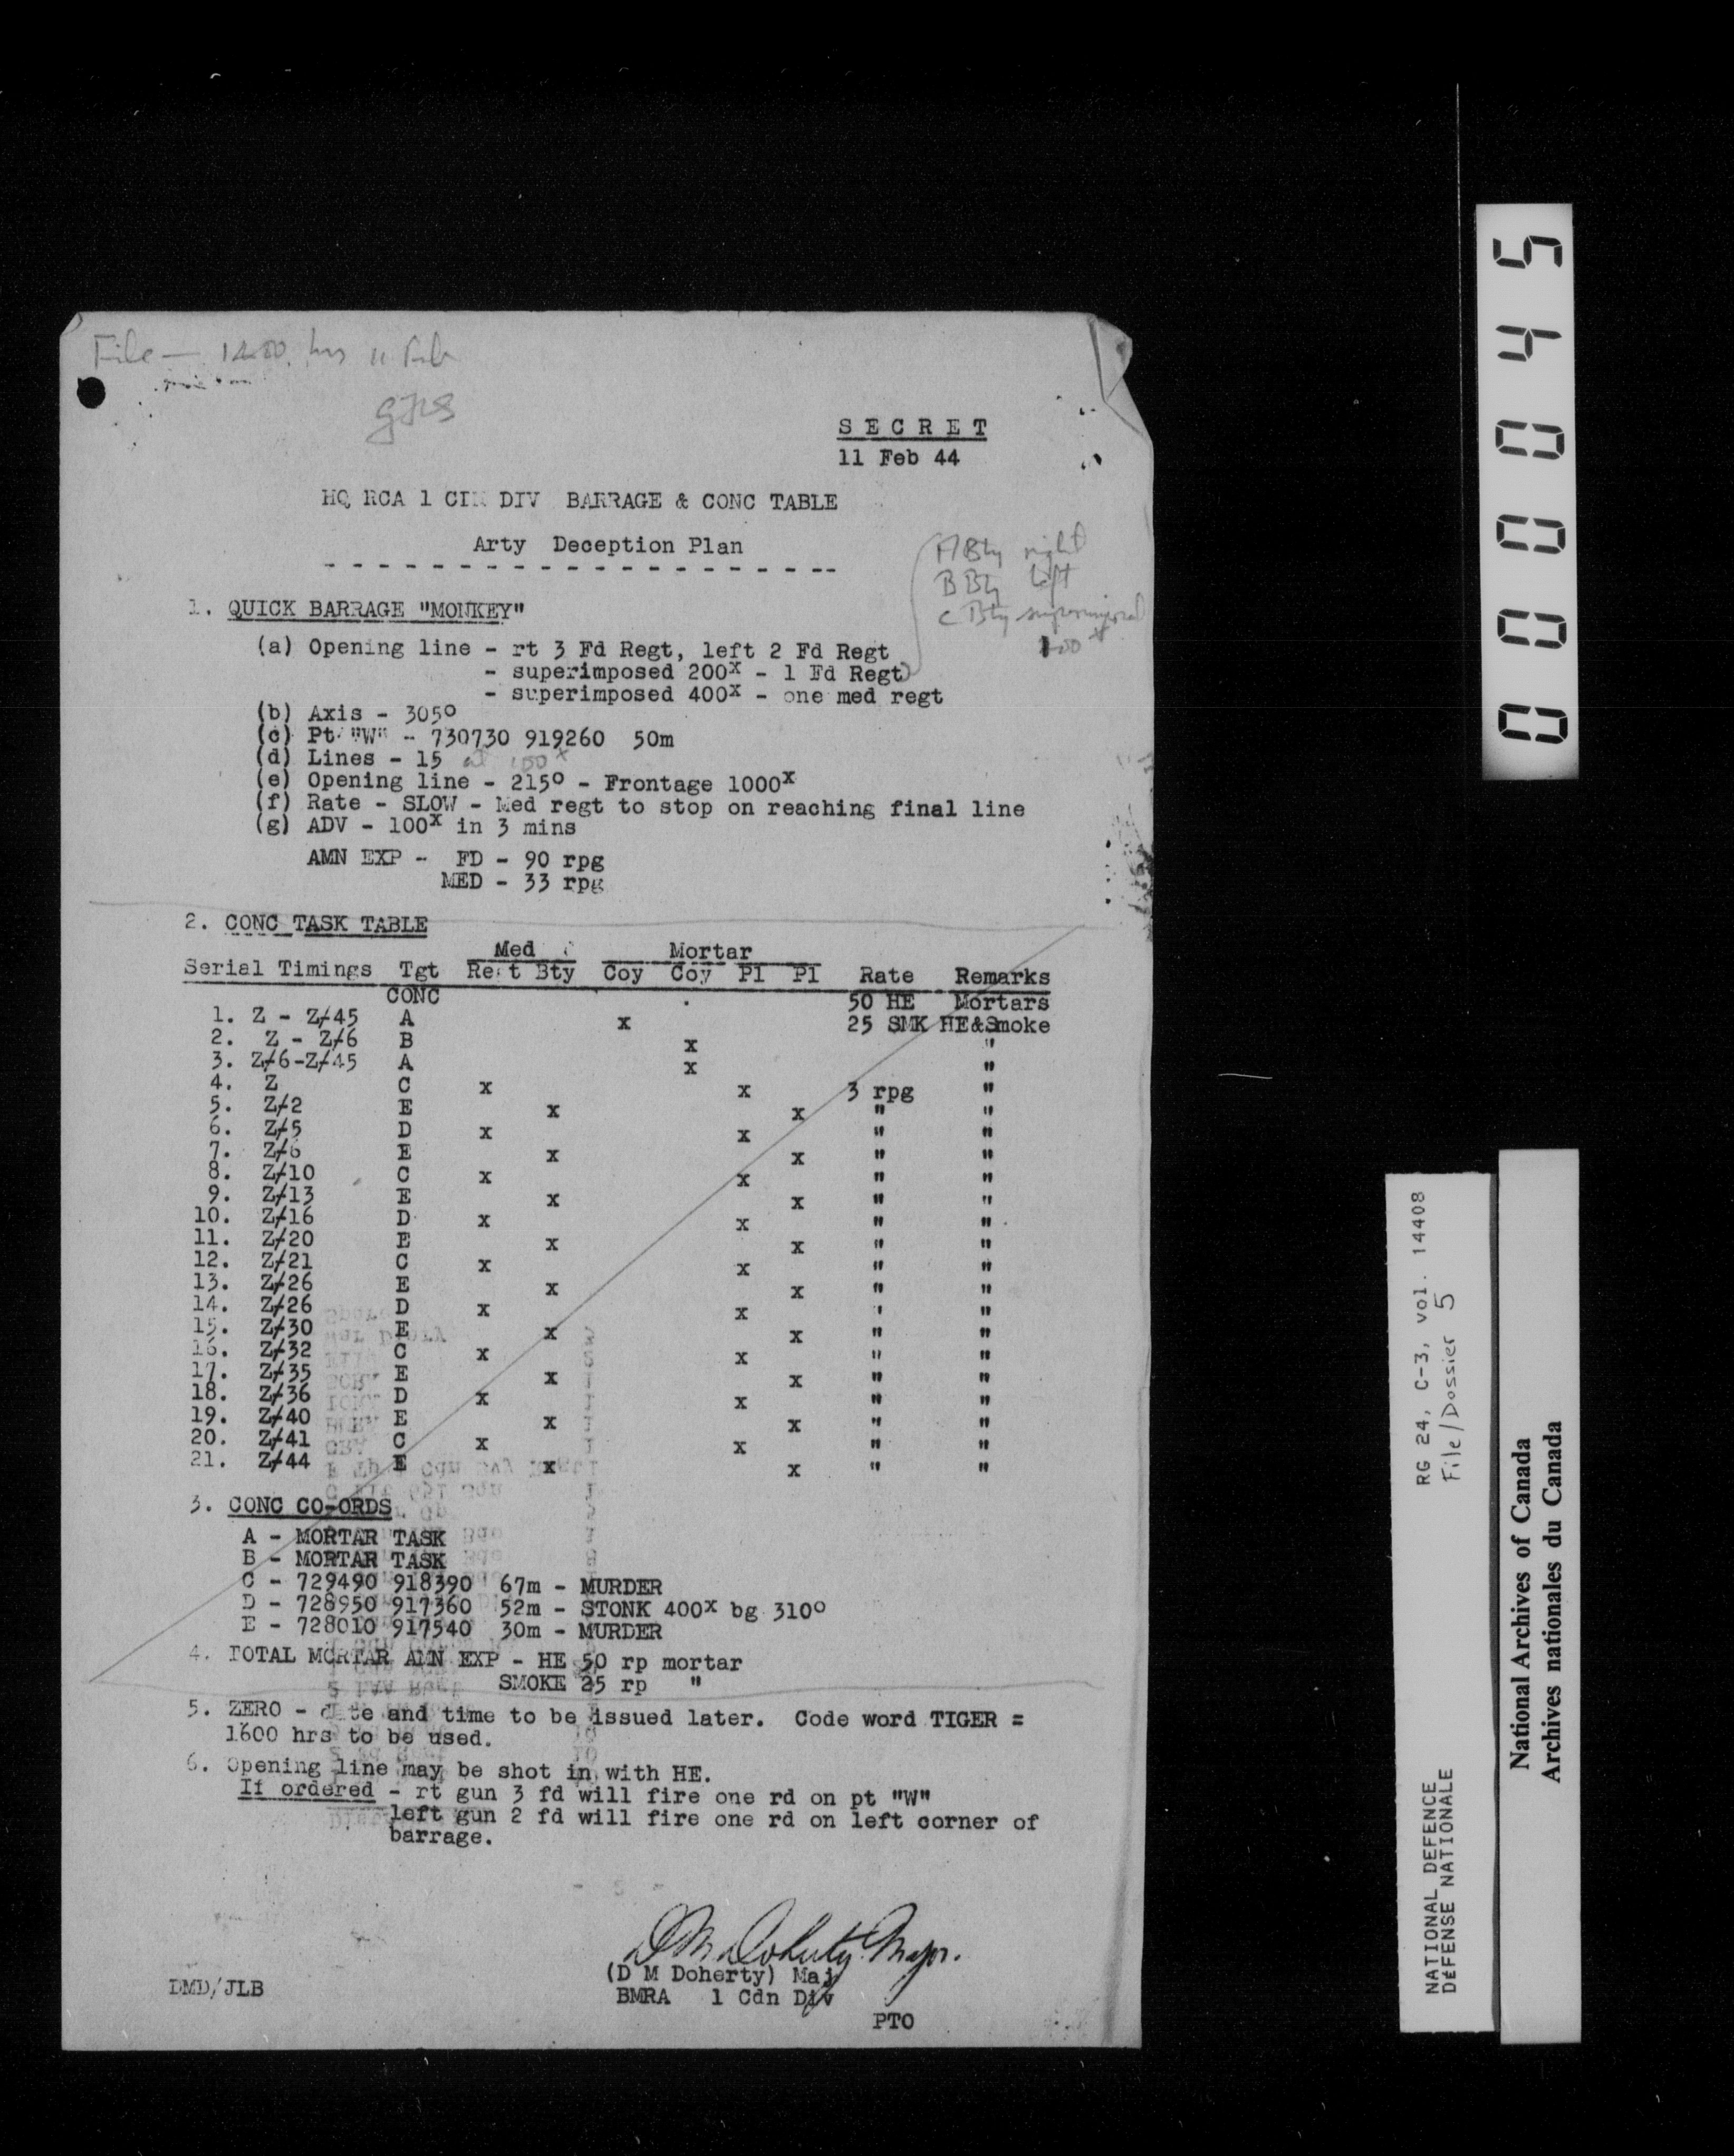 File — 1400 hrs 11 Feb
SECRET
11 Feb 44
HQ RCA 1 CDN DIV BARRAGE & CONC TABLE
Arty Deception Plan
A Bty right
B Bty left
C Bty superimposed
100x
1. QUICK BARRAGE "MONKEY"
(a) Opening line - rt 3 Fd Regt, left 2 Fd Regt
- superimposed 200x - 1 Fd Regt
- superimposed 400x - one med regt
(b) Axis - 305°
(c) Pt "W" - 730730 919260 50m
(d) Lines - 15 at 100x
(e) Opening line - 215° - Frontage 1000x
(f) Rate - SLOW - Med regt to stop on reaching final line
(g) ADV - 100x in 3 mins
AMN EXP - FD - 90 rpg
MED - 33 rpg
2. CONC TASK TABLE
Med Mortar
Serial Timings Tgt Regt Bty Coy Coy Pl Pl Rate Remarks
CONC 50 HE Mortars
1. Z - Z/45 A x 25 SMK HE&Smoke
2. Z - Z/6 B x "
3. Z/6-Z/45 A x "
4. Z C x x 3 rpg "
5. Z/2 E x x " "
6. Z/5 D x x " "
7. Z/6 E x x " "
8. Z/10 C x x " "
9. Z/13 E x x " "
10. Z/16 D x x " "
11. Z/20 E x x " "
12. Z/21 C x x " "
13. Z/26 E x x " "
14. Z/26 D x x " "
15. Z/30 E x x " "
16. Z/32 C x x " "
17. Z/35 E x x " "
18. Z/36 D x x " "
19. Z/40 E x x " "
20. Z/41 C x x " "
21. Z/44 E x x " "
3. CONC CO-ORDS
A - MORTAR TASK
B - MORTAR TASK
C - 729490 918390 67m - MURDER
D - 728950 917360 52m - STONK 400x bg 310°
E - 728010 917540 30m - MURDER
4. TOTAL MORTAR AMN EXP - HE 50 rp mortar
SMOKE 25 rp "
5. ZERO - date and time to be issued later. Code word TIGER =
1600 hrs to be used.
6. Opening line may be shot in with HE.
If ordered - rt gun 3 fd will fire one rd on pt "W"
left gun 2 fd will fire one rd on left corner of
barrage.
DM Doherty Major.
(D M Doherty) Maj
BMRA 1 Cdn Div
DMD/JLB
PTO
000045
RG 24, C-3, vol. 14408
File/Dossier 5
NATIONAL DEFENCE
DÉFENSE NATIONALE
National Archives of Canada
Archives nationales du Canada